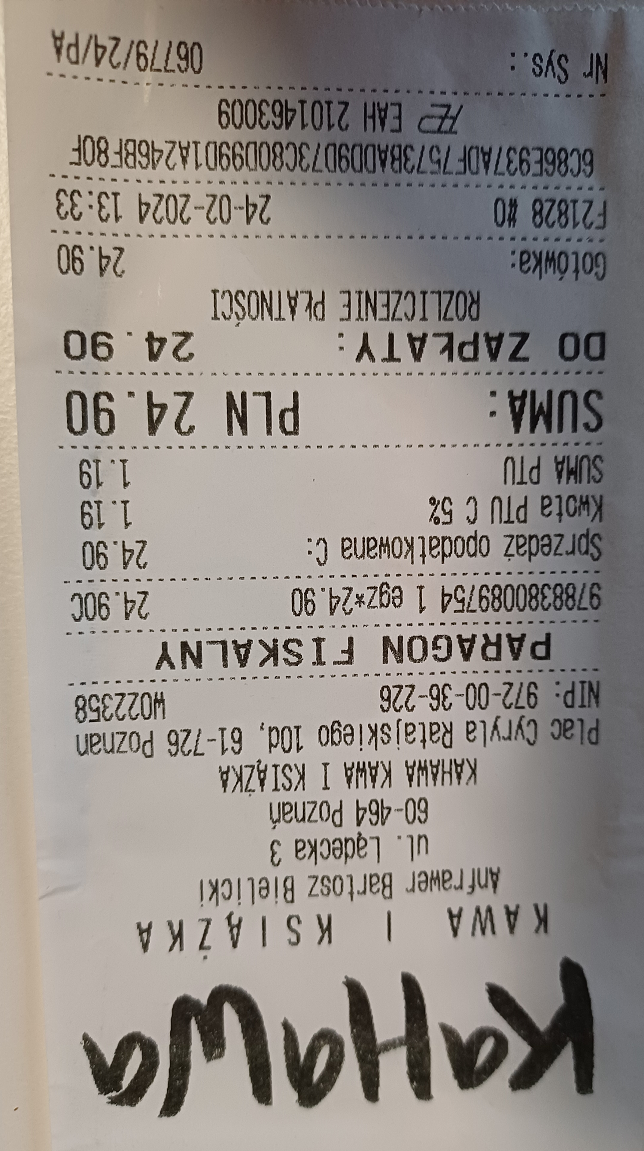 KaHaWa
KAWA I KSIĄŻKA
Anfrawer Bartosz Bielicki
ul. Lądecka 3
60-464 Poznań
KAHAWA KAWA I KSIĄŻKA
Plac Cyryla Ratajskiego 10d, 61-726 Poznań
NIP: 972-00-36-226 W022358
PARAGON FISKALNY
9788380089754 1 egz*24.90 24.90C
Sprzedaż opodatkowana C: 24.90
Kwota PTU C 5% 1.19
SUMA PTU 1.19
SUMA: PLN 24.90
DO ZAPŁATY: 24.90
ROZLICZENIE PŁATNOŚCI
Gotówka: 24.90
F21828 #0 24-02-2024 13:33
6C86E937ADF7573BADD9D73C80D99D1A246BF80F
EAH 2101463009
Nr Sys.: 06779/24/PA